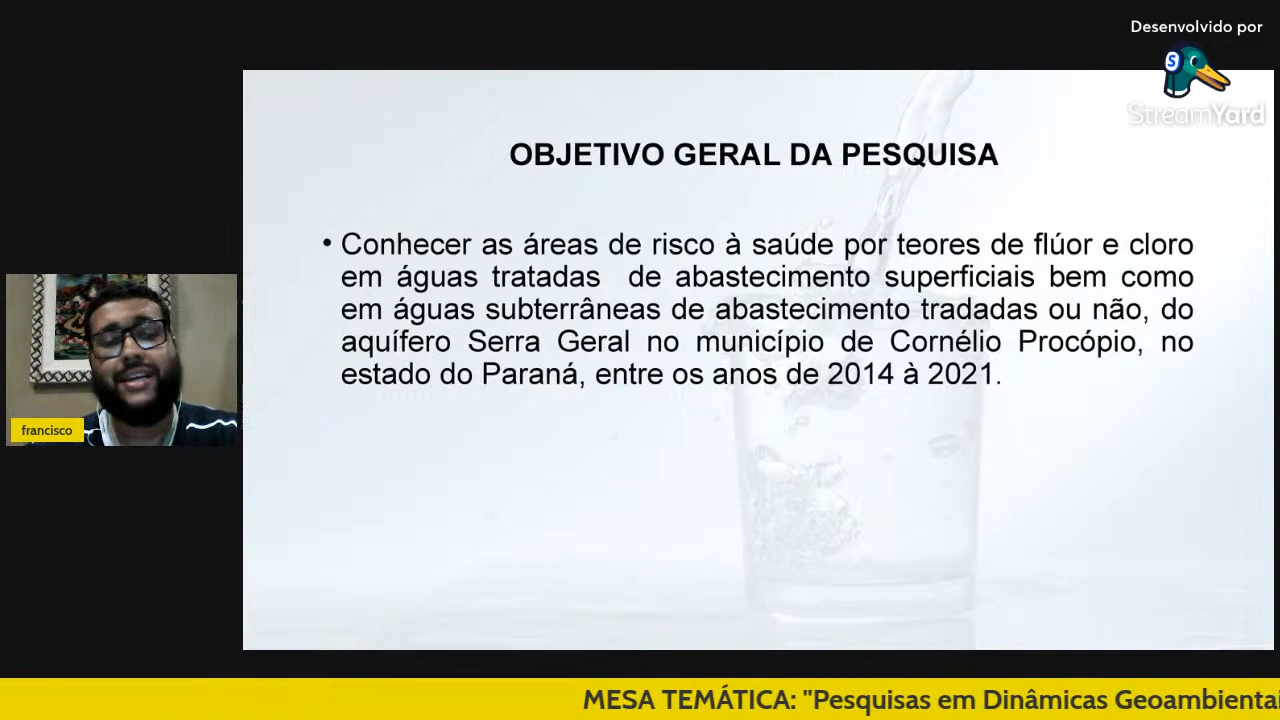 Desenvolvido por
StreamYard
OBJETIVO GERAL DA PESQUISA
• Conhecer as áreas de risco à saúde por teores de flúor e cloro
em águas tratadas de abastecimento superficiais bem como
em águas subterrâneas de abastecimento tradadas ou não, do
aquífero Serra Geral no município de Cornélio Procópio, no
estado do Paraná, entre os anos de 2014 à 2021.
francisco
MESA TEMÁTICA: "Pesquisas em Dinâmicas Geoambientai